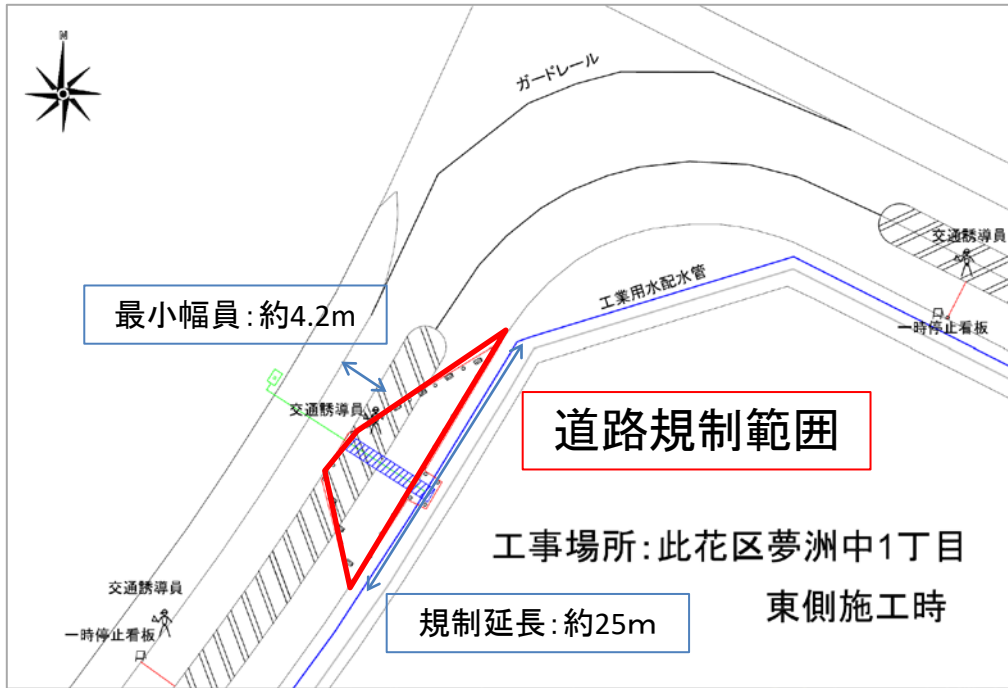 N
ガードレール
交通誘導員
工業用水配水管
最小幅員：約4.2m
一時停止看板
交通誘導員
道路規制範囲
工事場所：此花区夢洲中1丁目
東側施工時
交通誘導員
規制延長：約25m
一時停止看板